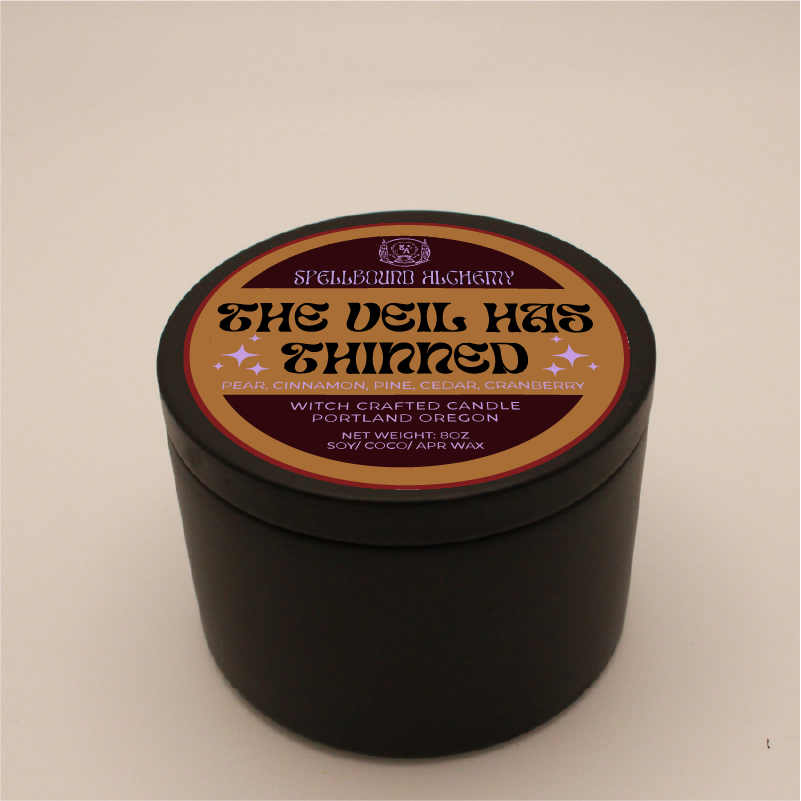 SPELLBOUND ALCHEMY
THE VEIL HAS
THINNED
PEAR, CINNAMON, PINE, CEDAR, CRANBERRY
WITCH CRAFTED CANDLE
PORTLAND OREGON
NET WEIGHT: 8OZ
SOY/ COCO/ APR WAX